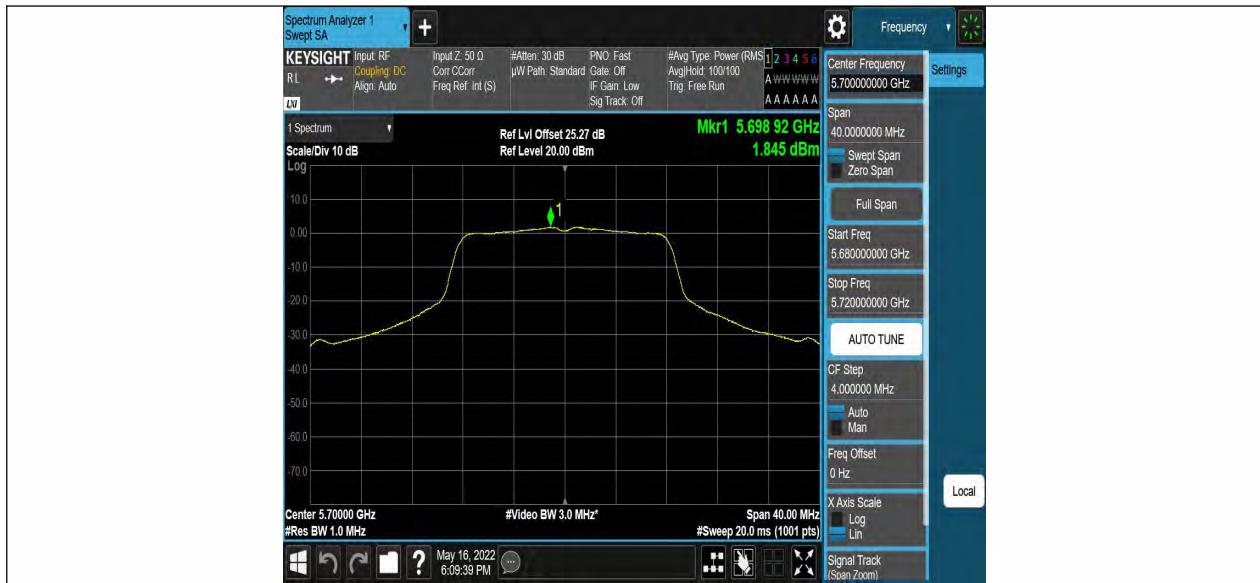 Spectrum Analyzer 1
Swept SA
+
Frequency
KEYSIGHT
RL
LXI
Input: RF
Coupling: DC
Align: Auto
Input Z: 50 Ω
Corr CCorr
Freq Ref: Int (S)
#Atten: 30 dB
µW Path: Standard
PNO: Fast
Gate: Off
IF Gain: Low
Sig Track: Off
#Avg Type: Power (RMS
Avg|Hold: 100/100
Trig: Free Run
1 2 3 4 5 6
A W W W W W
A A A A A A
1 Spectrum
Scale/Div 10 dB
Ref Lvl Offset 25.27 dB
Ref Level 20.00 dBm
Mkr1 5.698 92 GHz
1.845 dBm
Log
10.0
0.00
-10.0
-20.0
-30.0
-40.0
-50.0
-60.0
-70.0
1
Center 5.70000 GHz
#Res BW 1.0 MHz
#Video BW 3.0 MHz*
Span 40.00 MHz
#Sweep 20.0 ms (1001 pts)
Center Frequency
5.700000000 GHz
Settings
Span
40.0000000 MHz
Swept Span
Zero Span
Full Span
Start Freq
5.680000000 GHz
Stop Freq
5.720000000 GHz
AUTO TUNE
CF Step
4.000000 MHz
Auto
Man
Freq Offset
0 Hz
X Axis Scale
Log
Lin
Signal Track
(Span Zoom)
Local
?
May 16, 2022
6:09:39 PM